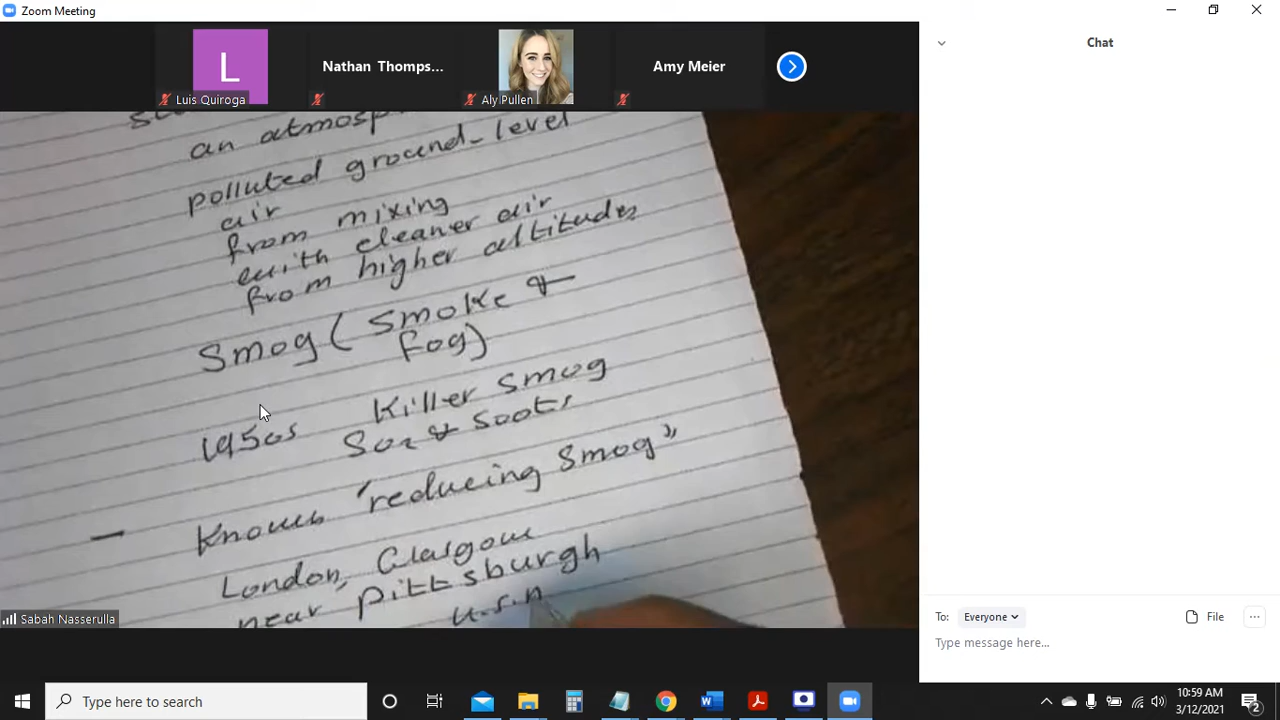 Zoom Meeting
Chat
L
Luis Quiroga
Nathan Thomps...
Aly Pullen
Amy Meier
an atmosp
polluted ground-level
air
from mixing
with cleaner air
from higher altitudes
Smog (Smoke &
fog)
1950s Killer Smog
SO2 & Soots
- Known "reducing Smog"
London, Glasgow
near Pittsburgh
U.S.A
Sabah Nasserulla
To: Everyone
File
...
Type message here...
Type here to search
10:59 AM
3/12/2021
2